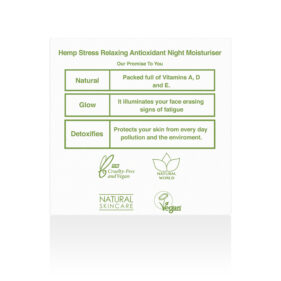 Hemp Stress Relaxing Antioxidant Night Moisturiser
Our Promise To You
Natural
Packed full of Vitamins A, D
and E.
Glow
It illuminates your face erasing
signs of fatigue
Detoxifies
Protects your skin from every day
pollution and the enviroment.
Cruelty-Free
and Vegan
NATURAL
WORLD
NATURAL
SKINCARE
Vegan